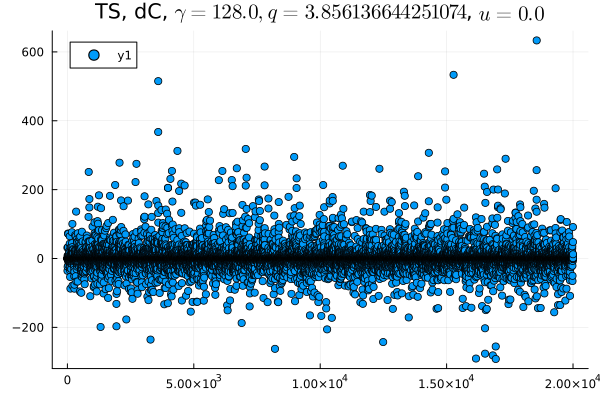 TS, dC, γ = 128.0, q = 3.856136644251074, u = 0.0
y1
600
400
200
0
−200
0 5.00×10³ 1.00×10⁴ 1.50×10⁴ 2.00×10⁴